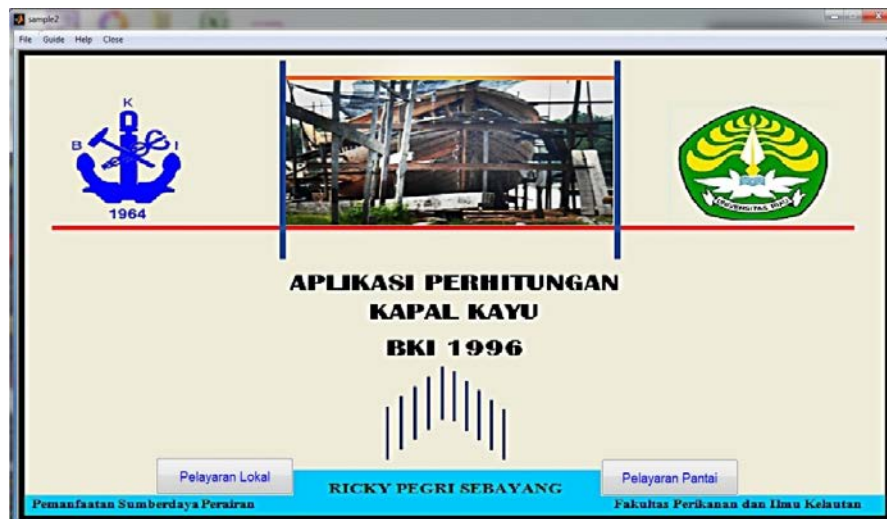 sample2
File Guide Help Close
K
B I
1964
UNIVERSITAS RIAU
APLIKASI PERHITUNGAN
KAPAL KAYU
BKI 1996
Pelayaran Lokal
Pelayaran Pantai
RICKY PEGRI SEBAYANG
Pemanfaatan Sumberdaya Perairan
Fakultas Perikanan dan Ilmu Kelautan